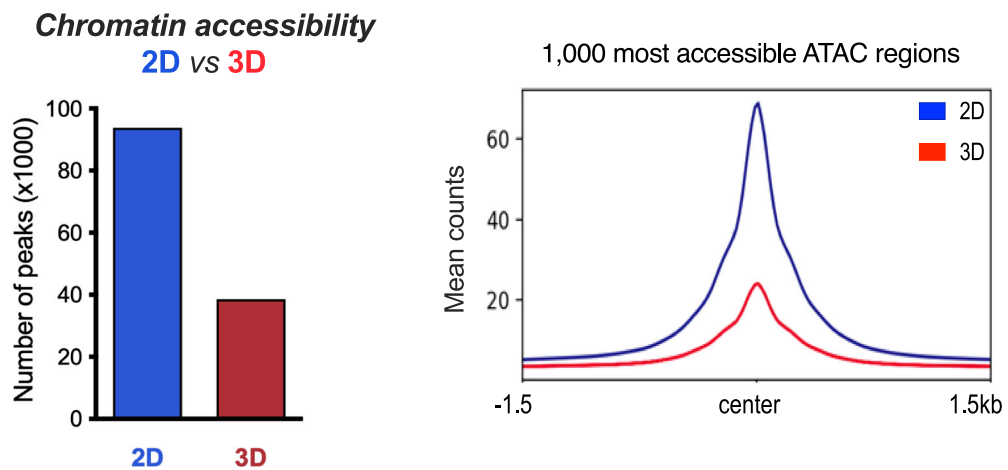 Chromatin accessibility
2D vs 3D
Number of peaks (x1000)
100
80
60
40
20
0
2D
3D
1,000 most accessible ATAC regions
Mean counts
60
40
20
2D
3D
-1.5
center
1.5kb